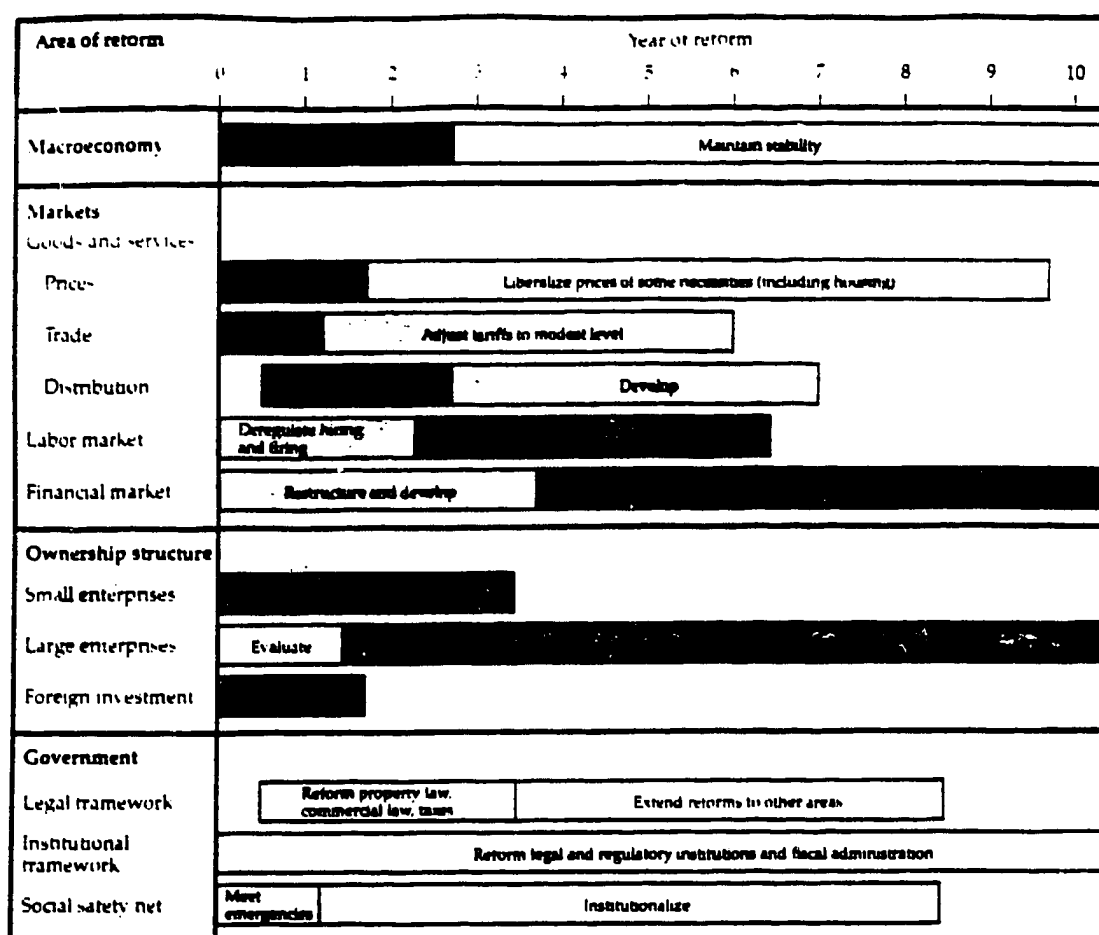 Area of reform
Year of reform
0 1 2 3 4 5 6 7 8 9 10
Macroeconomy
Maintain stability
Markets
Goods and services
Prices
Liberalize prices of some necessities (including housing)
Trade
Adjust tariffs to modest level
Distribution
Develop
Labor market
Deregulate hiring
and firing
Financial market
Restructure and develop
Ownership structure
Small enterprises
Large enterprises
Evaluate
Foreign investment
Government
Legal framework
Reform property law,
commercial law, taxes
Extend reforms to other areas
Institutional
framework
Reform legal and regulatory institutions and fiscal administration
Social safety net
Meet
emergencies
Institutionalize